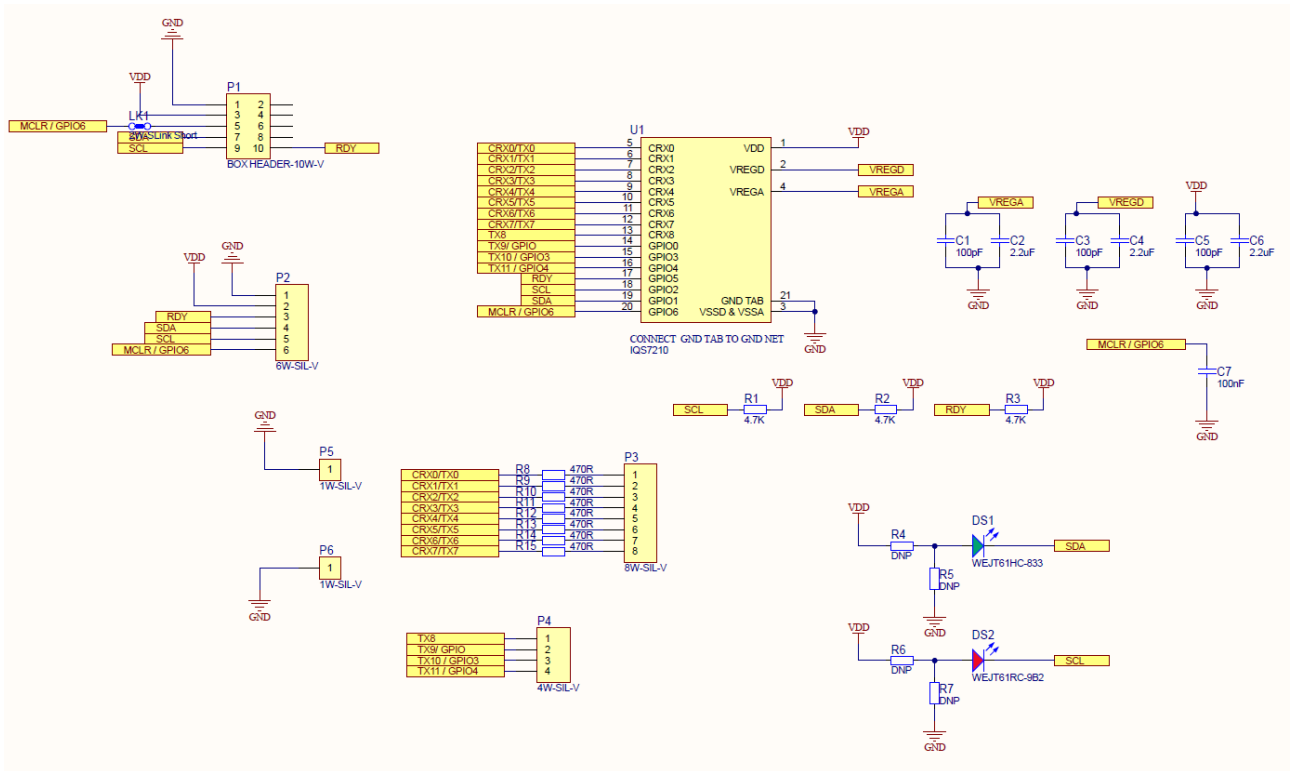 GND
VDD
P1
1 2
3 4
5 6
7 8
9 10
LK1
MCLR / GPIO6
SDA
SCL
RDY
BOX HEADER-10W-V
U1
CRX0/TX0 5 CRX0
CRX1/TX1 6 CRX1
CRX2/TX2 7 CRX2
CRX3/TX3 8 CRX3
CRX4/TX4 9 CRX4
CRX5/TX5 10 CRX5
CRX6/TX6 11 CRX6
CRX7/TX7 12 CRX7
TX8 13 CRX8
TX9/ GPIO 14 GPIO0
TX10 / GPIO3 15 GPIO3
TX11 / GPIO4 16 GPIO4
RDY 17 GPIO5
SCL 18 GPIO2
SDA 19 GPIO1
MCLR / GPIO6 20 GPIO6
VDD 1 VDD
VREGD 2 VREGD
VREGA 4 VREGA
GND TAB 21
VSSD & VSSA 3
GND
CONNECT GND TAB TO GND NET
IQS7210
VREGA
C1 100pF
C2 2.2uF
GND
VREGD
C3 100pF
C4 2.2uF
GND
VDD
C5 100pF
C6 2.2uF
GND
MCLR / GPIO6
C7
100nF
GND
VDD
GND
P2
1
2
RDY 3
SDA 4
SCL 5
MCLR / GPIO6 6
6W-SIL-V
SCL R1 4.7K VDD
SDA R2 4.7K VDD
RDY R3 4.7K VDD
GND
P5
1
1W-SIL-V
P6
1
1W-SIL-V
GND
P3
CRX0/TX0 R8 470R 1
CRX1/TX1 R9 470R 2
CRX2/TX2 R10 470R 3
CRX3/TX3 R11 470R 4
CRX4/TX4 R12 470R 5
CRX5/TX5 R13 470R 6
CRX6/TX6 R14 470R 7
CRX7/TX7 R15 470R 8
8W-SIL-V
P4
TX8 1
TX9/ GPIO 2
TX10 / GPIO3 3
TX11 / GPIO4 4
4W-SIL-V
VDD
R4
DNP
DS1
SDA
WEJT61HC-833
R5
DNP
GND
VDD
R6
DNP
DS2
SCL
WEJT61RC-9B2
R7
DNP
GND